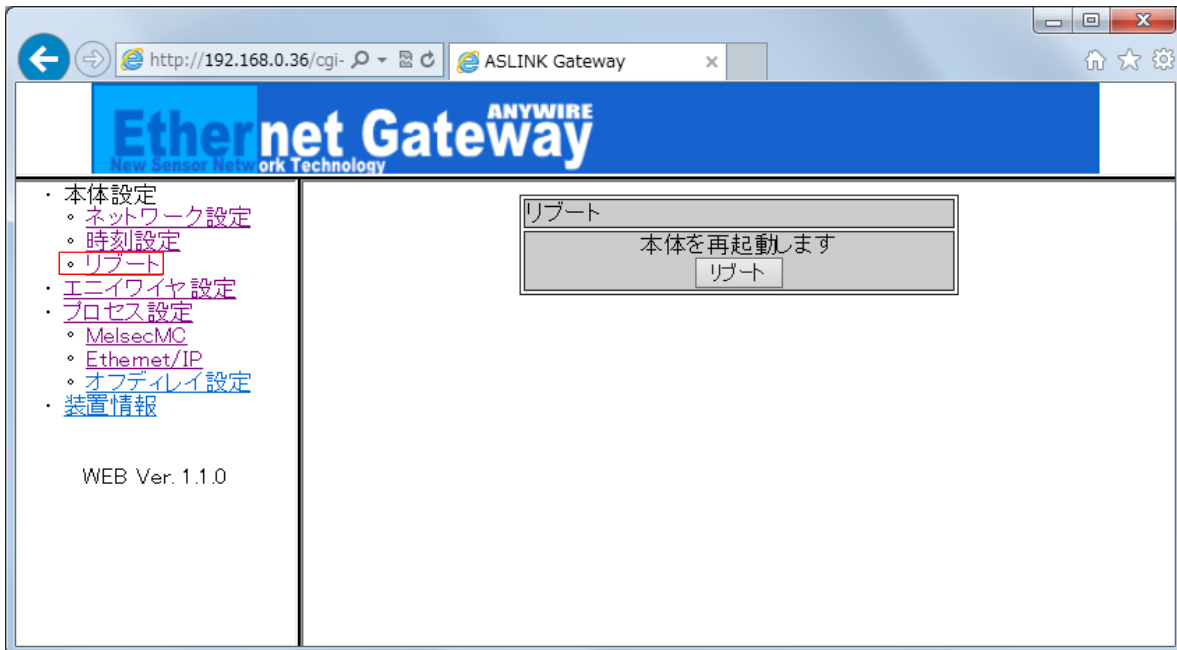 http://192.168.0.36/cgi-
ASLINK Gateway
Ethernet Gateway
ANYWIRE
New Sensor Network Technology
・ 本体設定
ネットワーク設定
時刻設定
リブート
・ エニイワイヤ設定
・ プロセス設定
MelsecMC
Ethernet/IP
オフディレイ設定
・ 装置情報
WEB Ver. 1.1.0
リブート
本体を再起動します
リブート